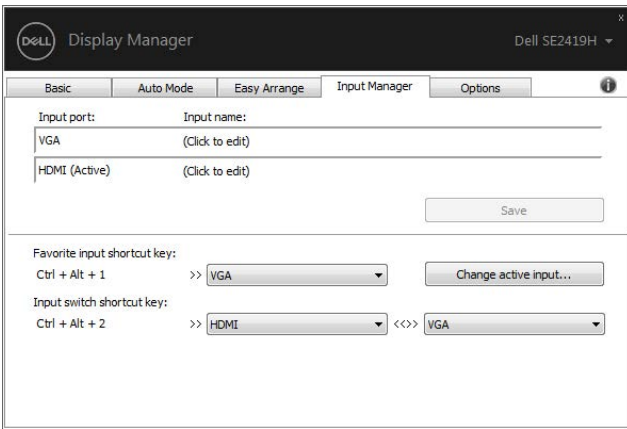 x
DELL Display Manager Dell SE2419H
Basic Auto Mode Easy Arrange Input Manager Options i
Input port: Input name:
VGA (Click to edit)
HDMI (Active) (Click to edit)
Save
Favorite input shortcut key:
Ctrl + Alt + 1 >> VGA Change active input...
Input switch shortcut key:
Ctrl + Alt + 2 >> HDMI <<>> VGA